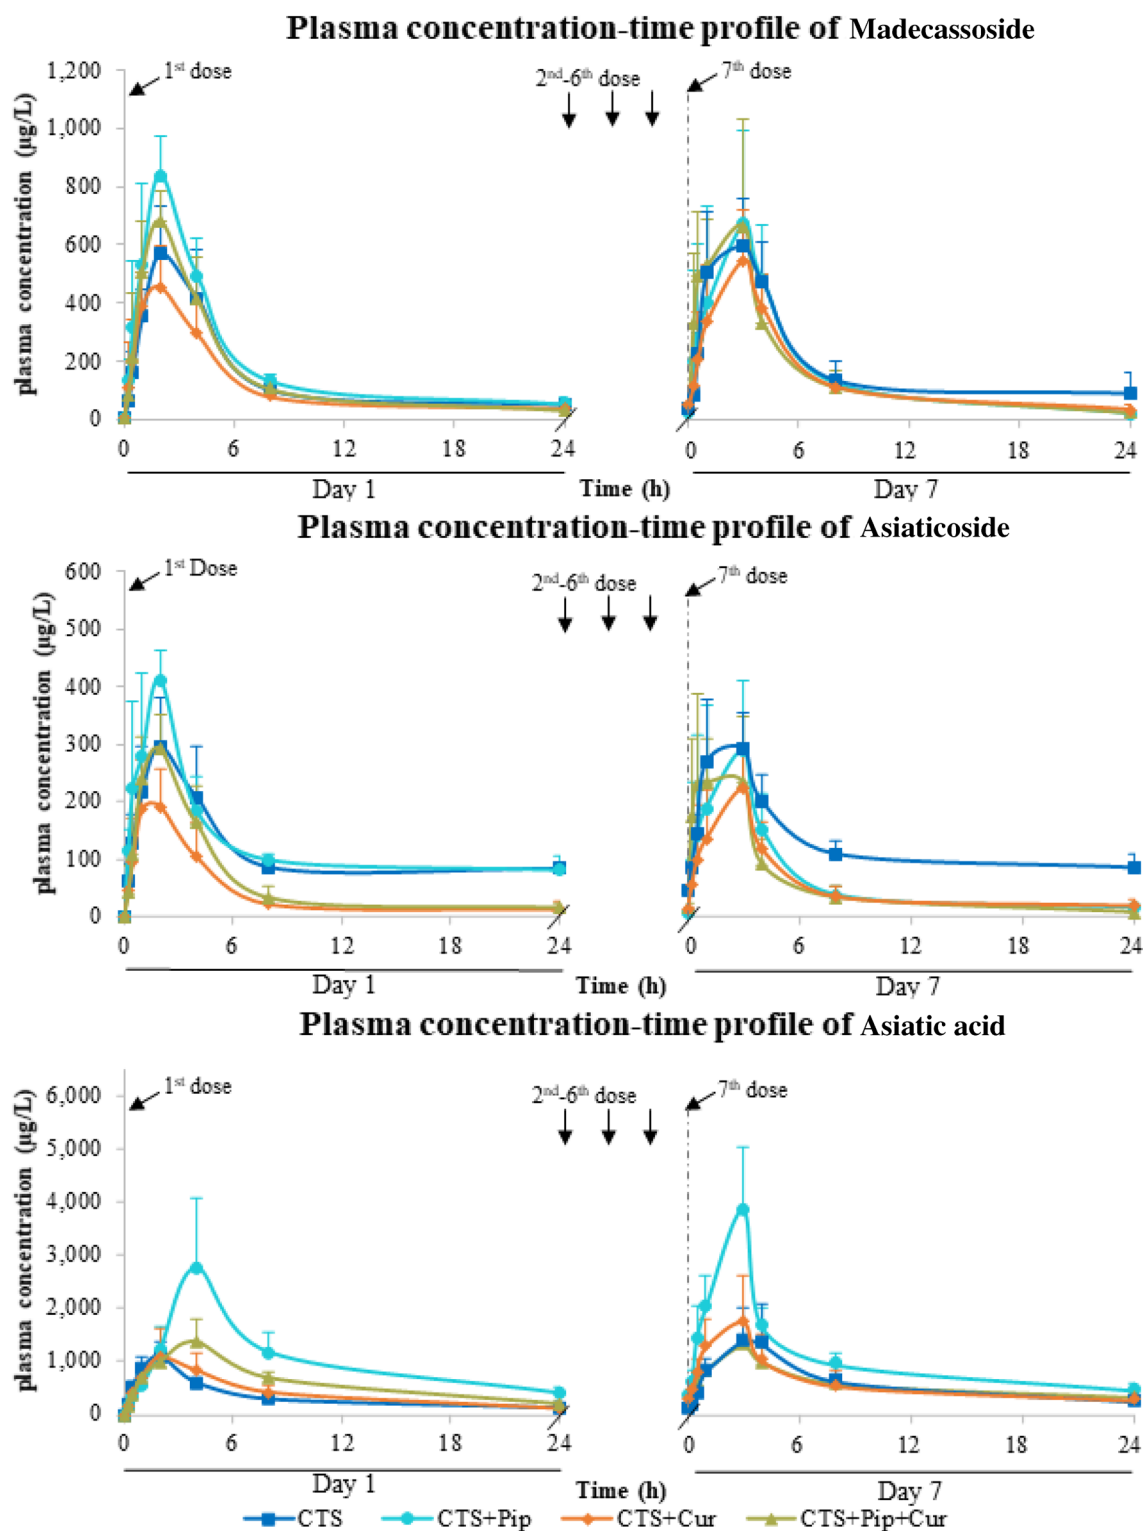 Plasma concentration-time profile of Madecassoside
plasma concentration (µg/L)
1,200
1,000
800
600
400
200
0
1st dose
2nd-6th dose
7th dose
0 6 12 18 24
0 6 12 18 24
Day 1
Time (h)
Day 7
Plasma concentration-time profile of Asiaticoside
plasma concentration (µg/L)
600
500
400
300
200
100
0
1st Dose
2nd-6th dose
7th dose
0 6 12 18 24
0 6 12 18 24
Day 1
Time (h)
Day 7
Plasma concentration-time profile of Asiatic acid
plasma concentration (µg/L)
6,000
5,000
4,000
3,000
2,000
1,000
0
1st dose
2nd-6th dose
7th dose
0 6 12 18 24
0 6 12 18 24
Day 1
Time (h)
Day 7
CTS CTS+Pip CTS+Cur CTS+Pip+Cur